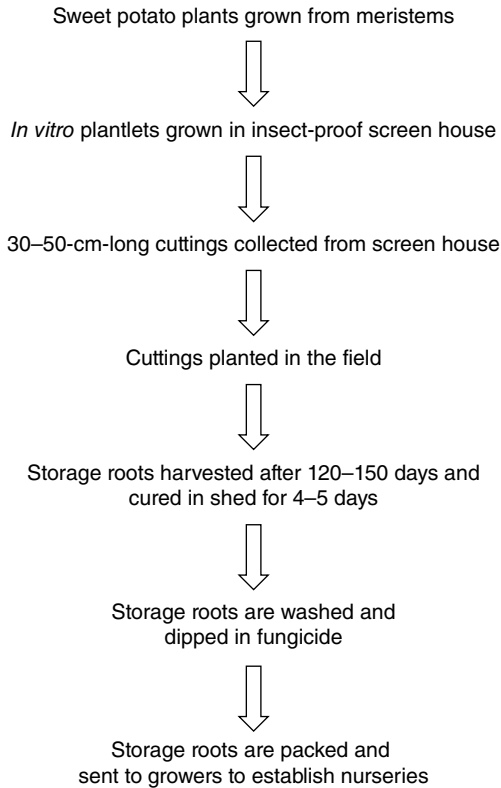 Sweet potato plants grown from meristems
In vitro plantlets grown in insect-proof screen house
30–50-cm-long cuttings collected from screen house
Cuttings planted in the field
Storage roots harvested after 120–150 days and
cured in shed for 4–5 days
Storage roots are washed and
dipped in fungicide
Storage roots are packed and
sent to growers to establish nurseries